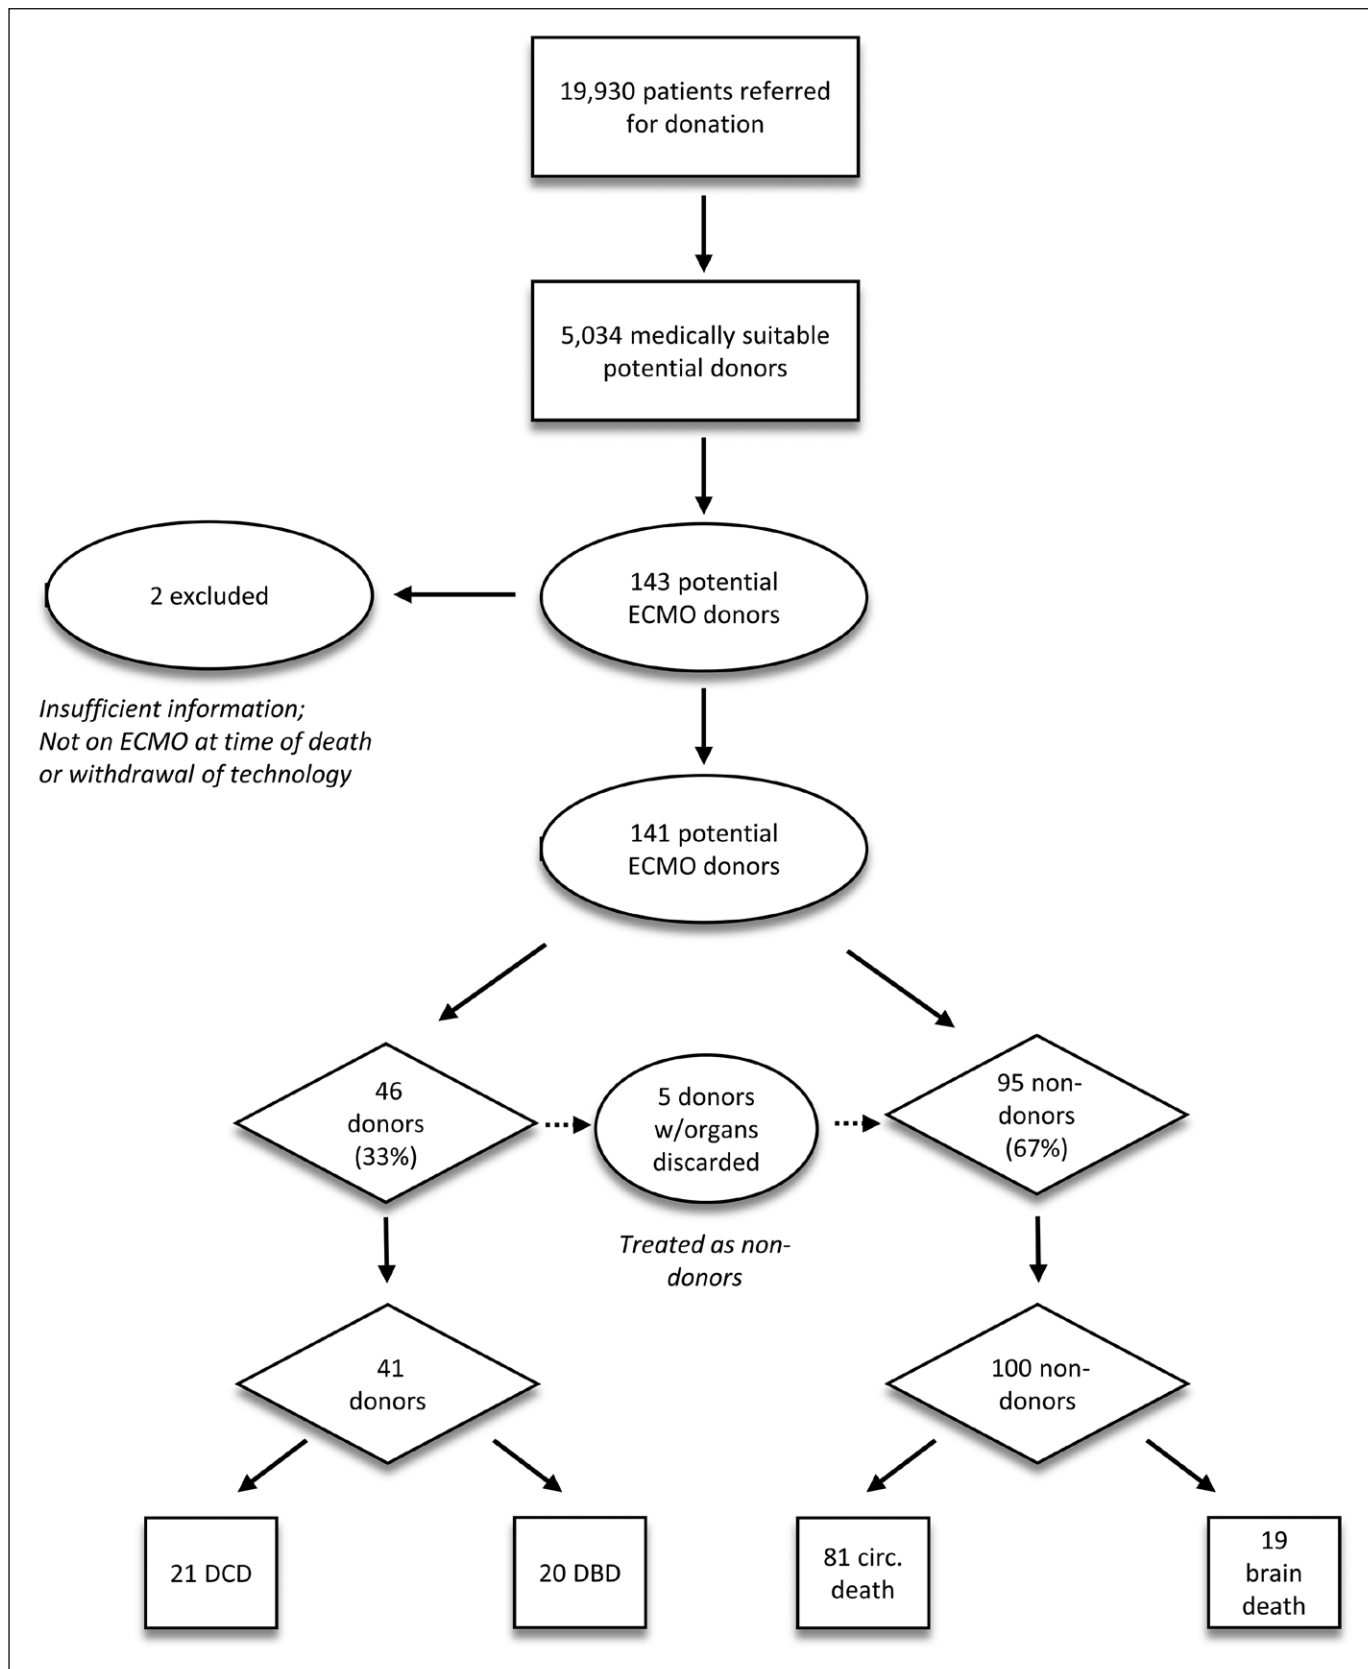 19,930 patients referred
for donation
5,034 medically suitable
potential donors
2 excluded
143 potential
ECMO donors
Insufficient information;
Not on ECMO at time of death
or withdrawal of technology
141 potential
ECMO donors
46
donors
(33%)
5 donors
w/organs
discarded
95 non-
donors
(67%)
Treated as non-
donors
41
donors
100 non-
donors
21 DCD
20 DBD
81 circ.
death
19
brain
death